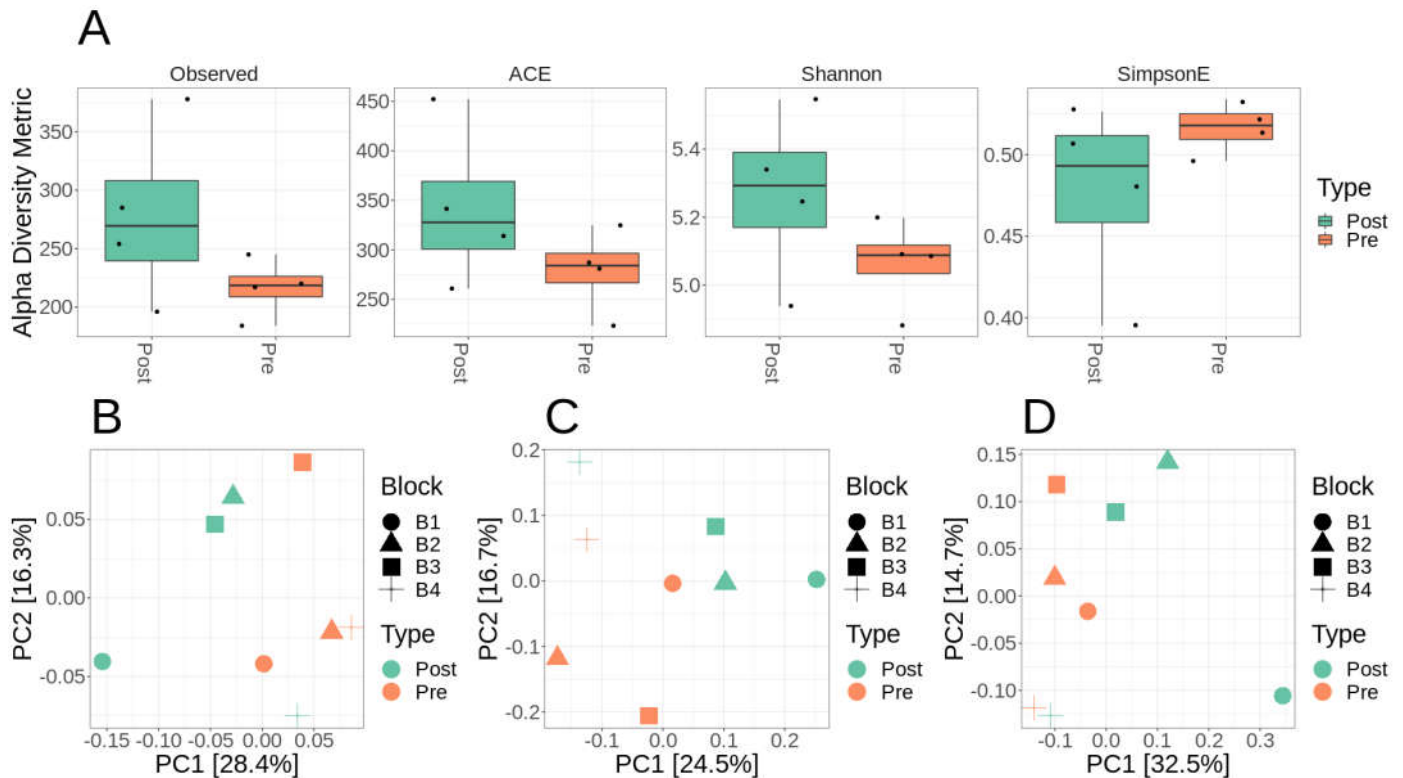 A
Observed
ACE
Shannon
SimpsonE
Alpha Diversity Metric
350
300
250
200
450
400
350
300
250
5.4
5.2
5.0
0.50
0.45
0.40
Post
Pre
Post
Pre
Post
Pre
Post
Pre
Type
Post
Pre
B
PC2 [16.3%]
0.05
0.00
-0.05
-0.15
-0.10
-0.05
0.00
0.05
PC1 [28.4%]
Block
B1
B2
B3
B4
Type
Post
Pre
C
PC2 [16.7%]
0.2
0.1
0.0
-0.1
-0.2
-0.1
0.0
0.1
0.2
PC1 [24.5%]
Block
B1
B2
B3
B4
Type
Post
Pre
D
PC2 [14.7%]
0.15
0.10
0.05
0.00
-0.05
-0.10
-0.1
0.0
0.1
0.2
0.3
PC1 [32.5%]
Block
B1
B2
B3
B4
Type
Post
Pre